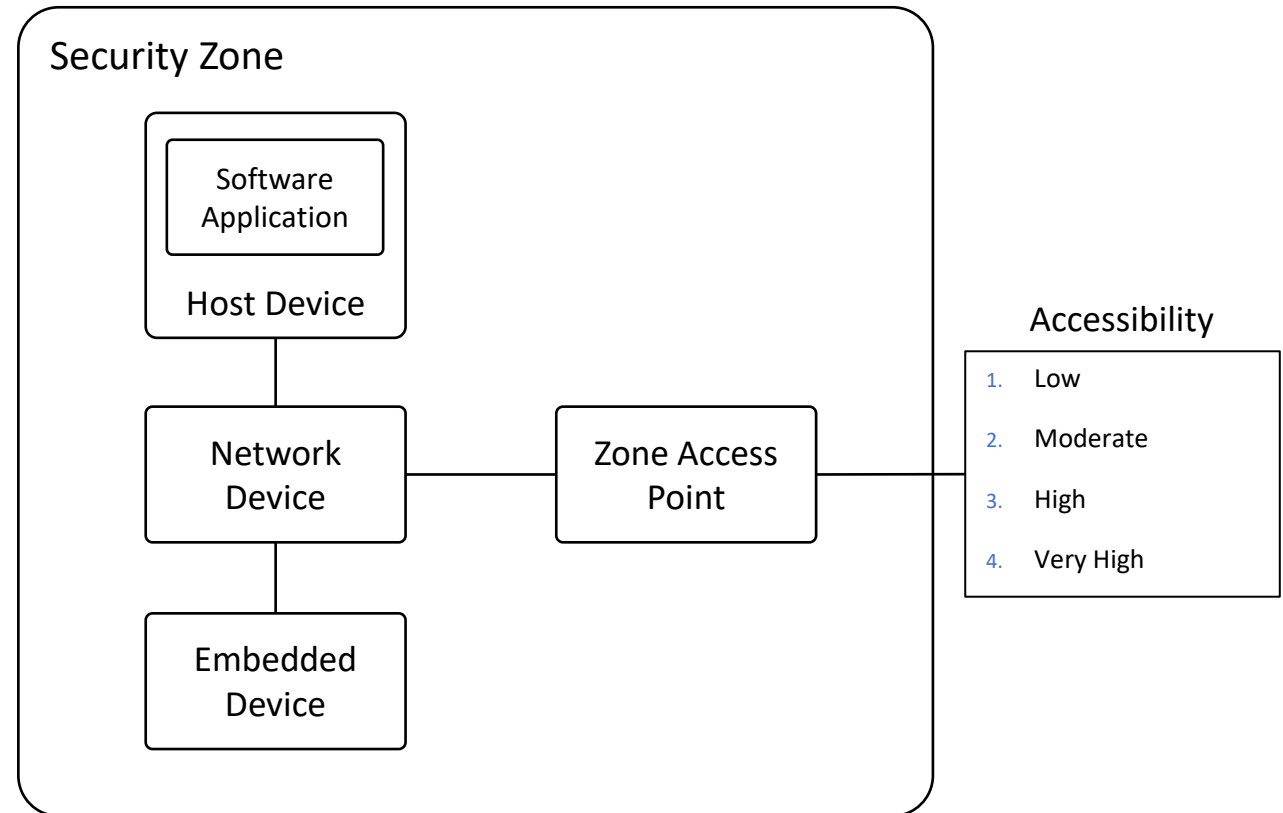 Security Zone
Software
Application
Host Device
Network
Device
Zone Access
Point
Embedded
Device
Accessibility
1. Low
2. Moderate
3. High
4. Very High